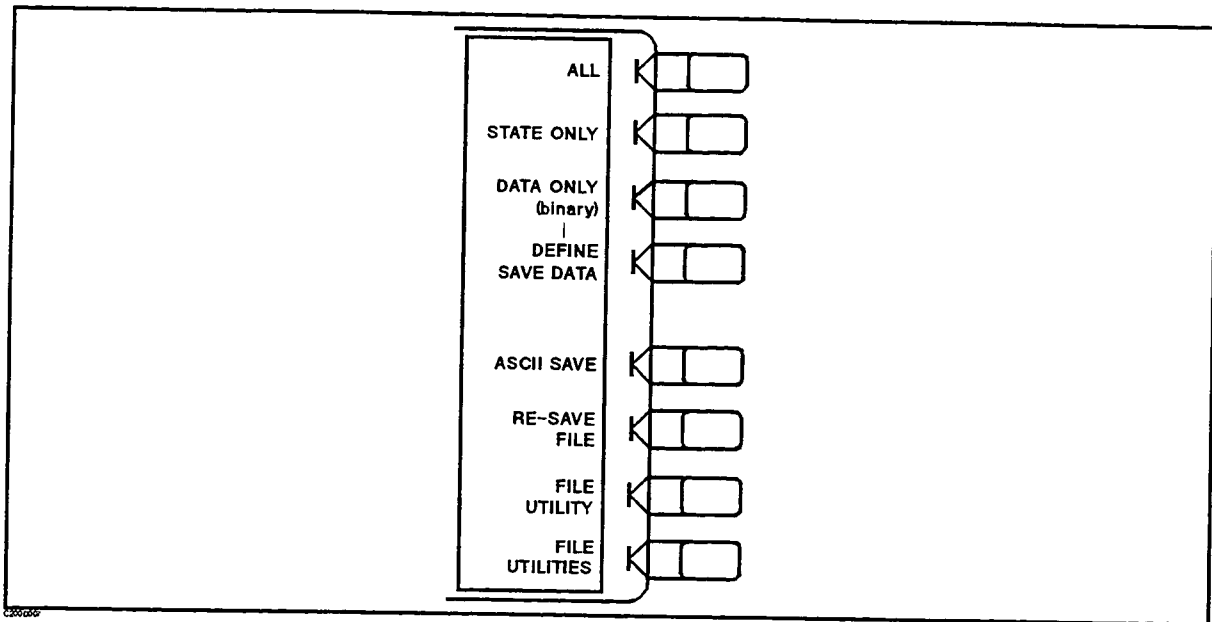 ALL
STATE ONLY
DATA ONLY
(binary)
DEFINE
SAVE DATA
ASCII SAVE
RE-SAVE
FILE
FILE
UTILITY
FILE
UTILITIES